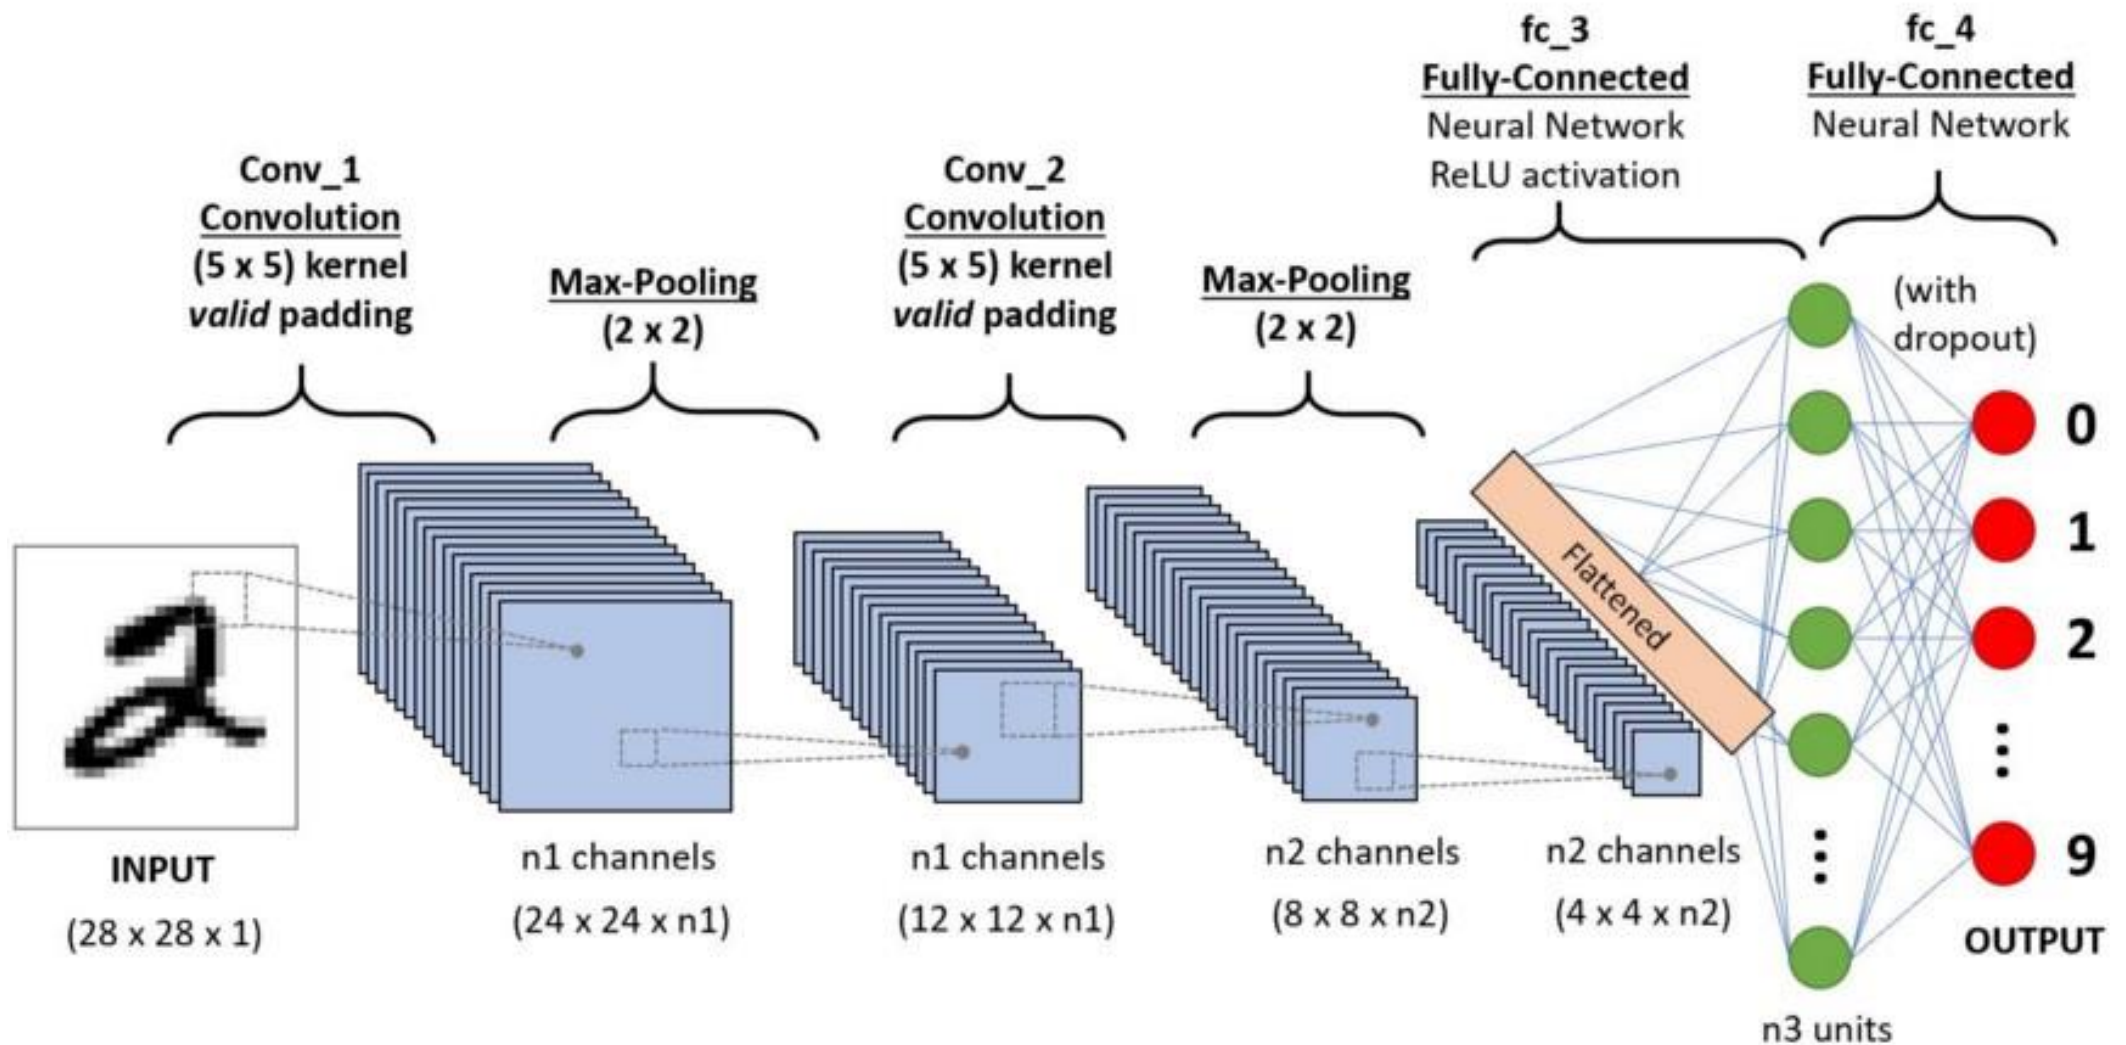 Conv_1
Convolution
(5 x 5) kernel
valid padding
Max-Pooling
(2 x 2)
Conv_2
Convolution
(5 x 5) kernel
valid padding
Max-Pooling
(2 x 2)
fc_3
Fully-Connected
Neural Network
ReLU activation
fc_4
Fully-Connected
Neural Network
(with
dropout)
Flattened
0
1
2
9
INPUT
(28 x 28 x 1)
n1 channels
(24 x 24 x n1)
n1 channels
(12 x 12 x n1)
n2 channels
(8 x 8 x n2)
n2 channels
(4 x 4 x n2)
OUTPUT
n3 units